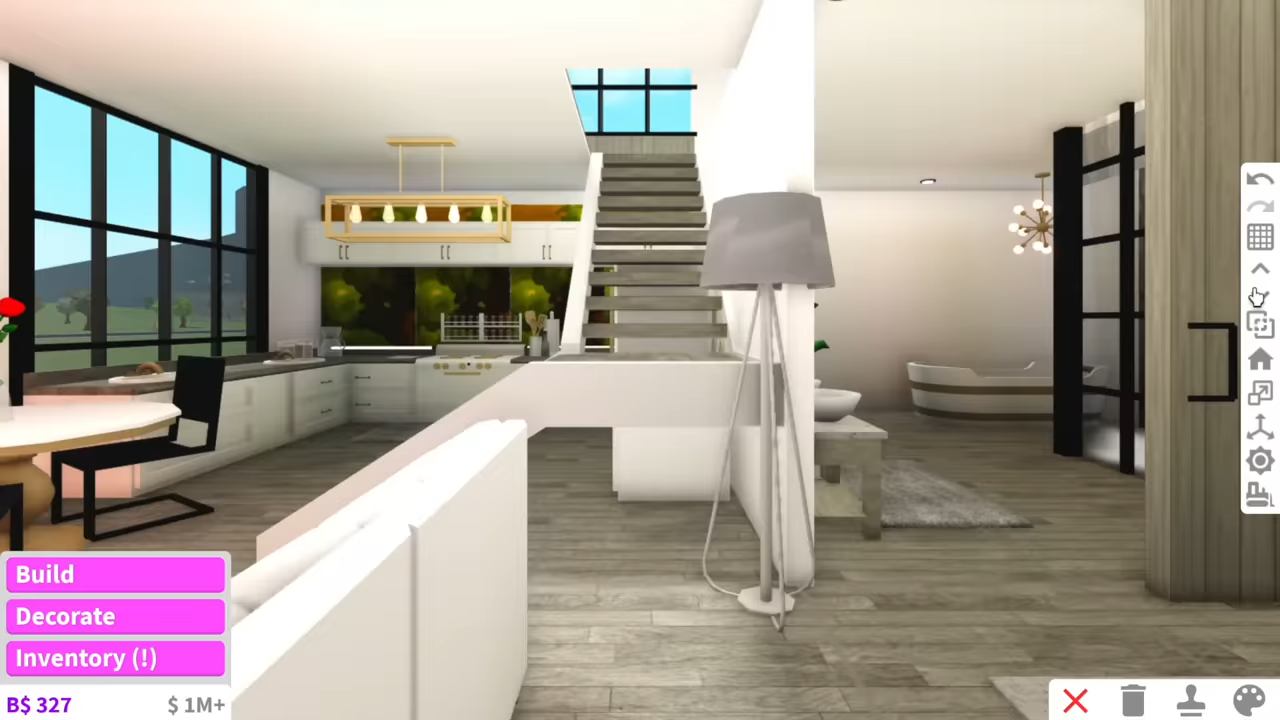 Build
Decorate
Inventory (!)
B$ 327 $ 1M+